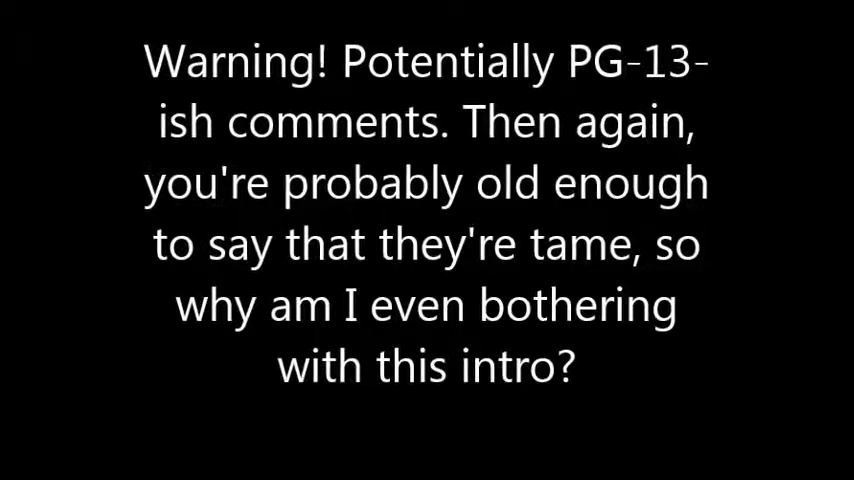 Warning! Potentially PG-13-
ish comments. Then again,
you're probably old enough
to say that they're tame, so
why am I even bothering
with this intro?